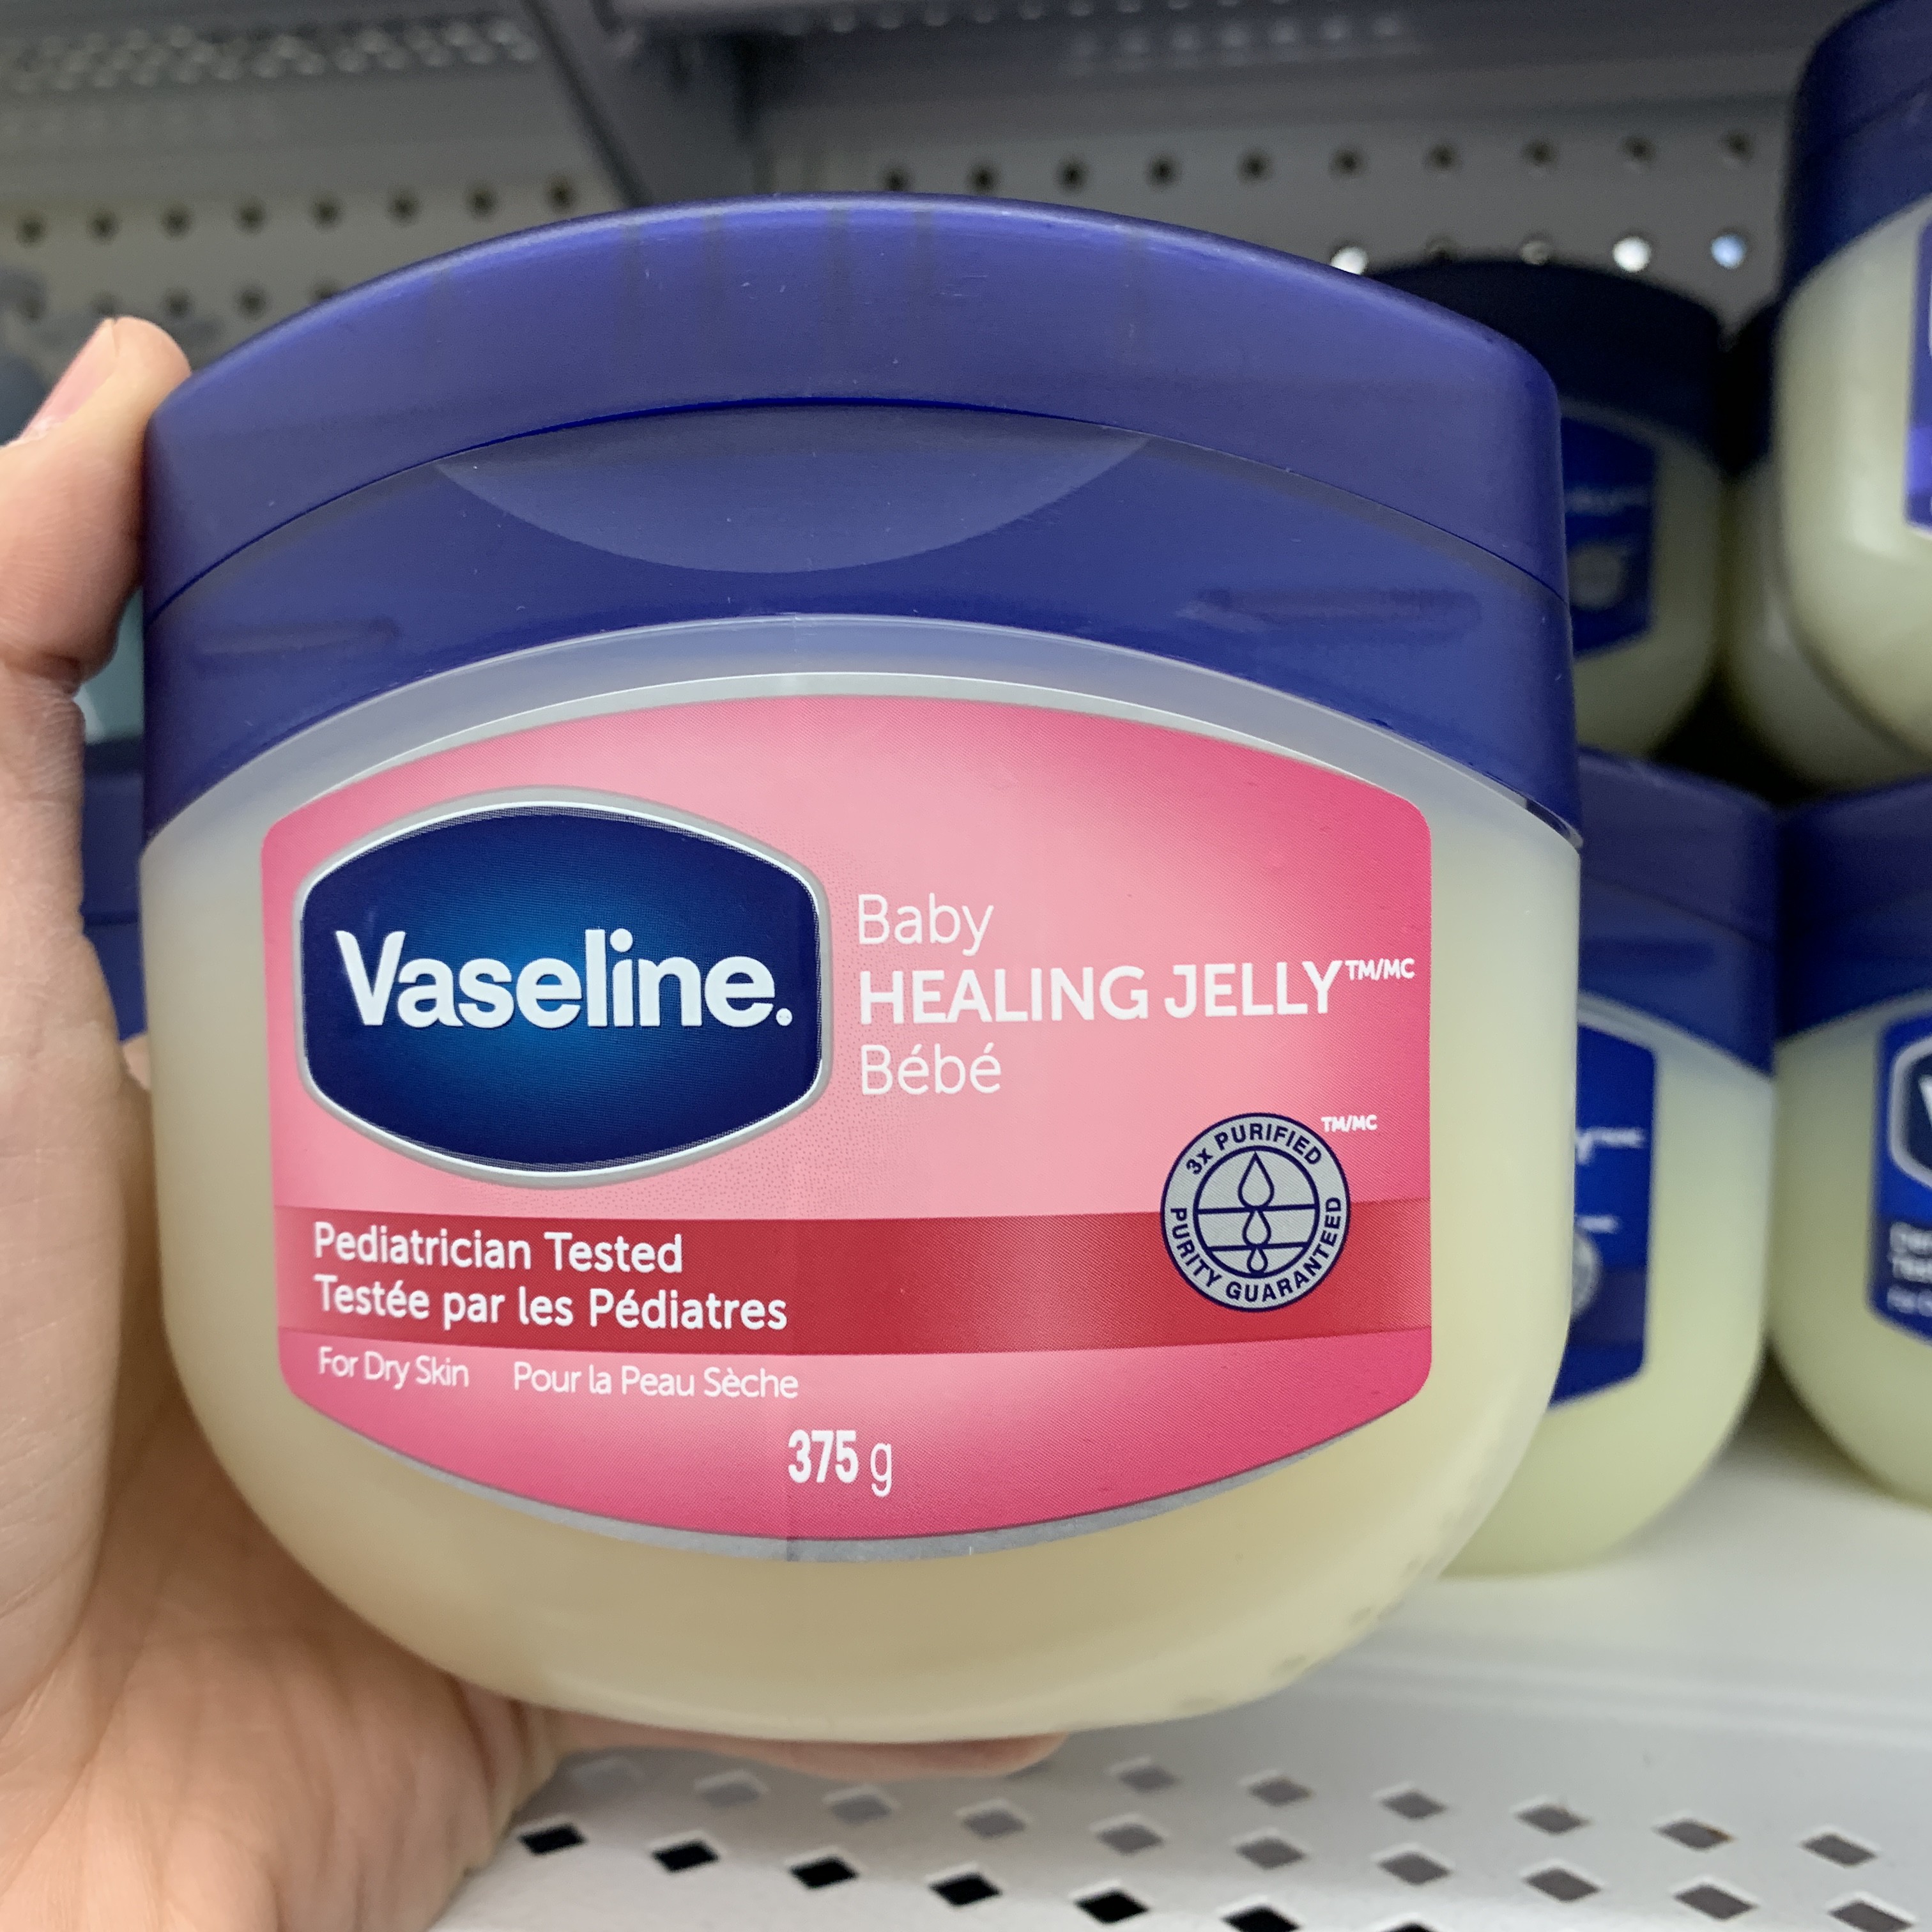 Vaseline.
Baby
HEALING JELLY™/MC
Bébé
3x PURIFIED TM/MC
PURITY GUARANTEED
Pediatrician Tested
Testée par les Pédiatres
For Dry Skin Pour la Peau Sèche
375 g